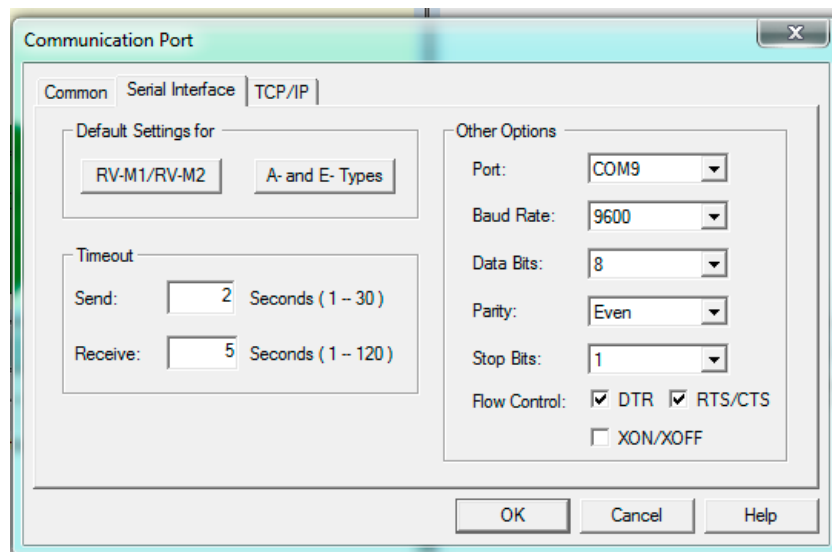 Communication Port
X
Common Serial Interface TCP/IP
Default Settings for
RV-M1/RV-M2 A- and E- Types
Timeout
Send: 2 Seconds ( 1 -- 30 )
Receive: 5 Seconds ( 1 -- 120 )
Other Options
Port: COM9
Baud Rate: 9600
Data Bits: 8
Parity: Even
Stop Bits: 1
Flow Control: DTR RTS/CTS
XON/XOFF
OK Cancel Help